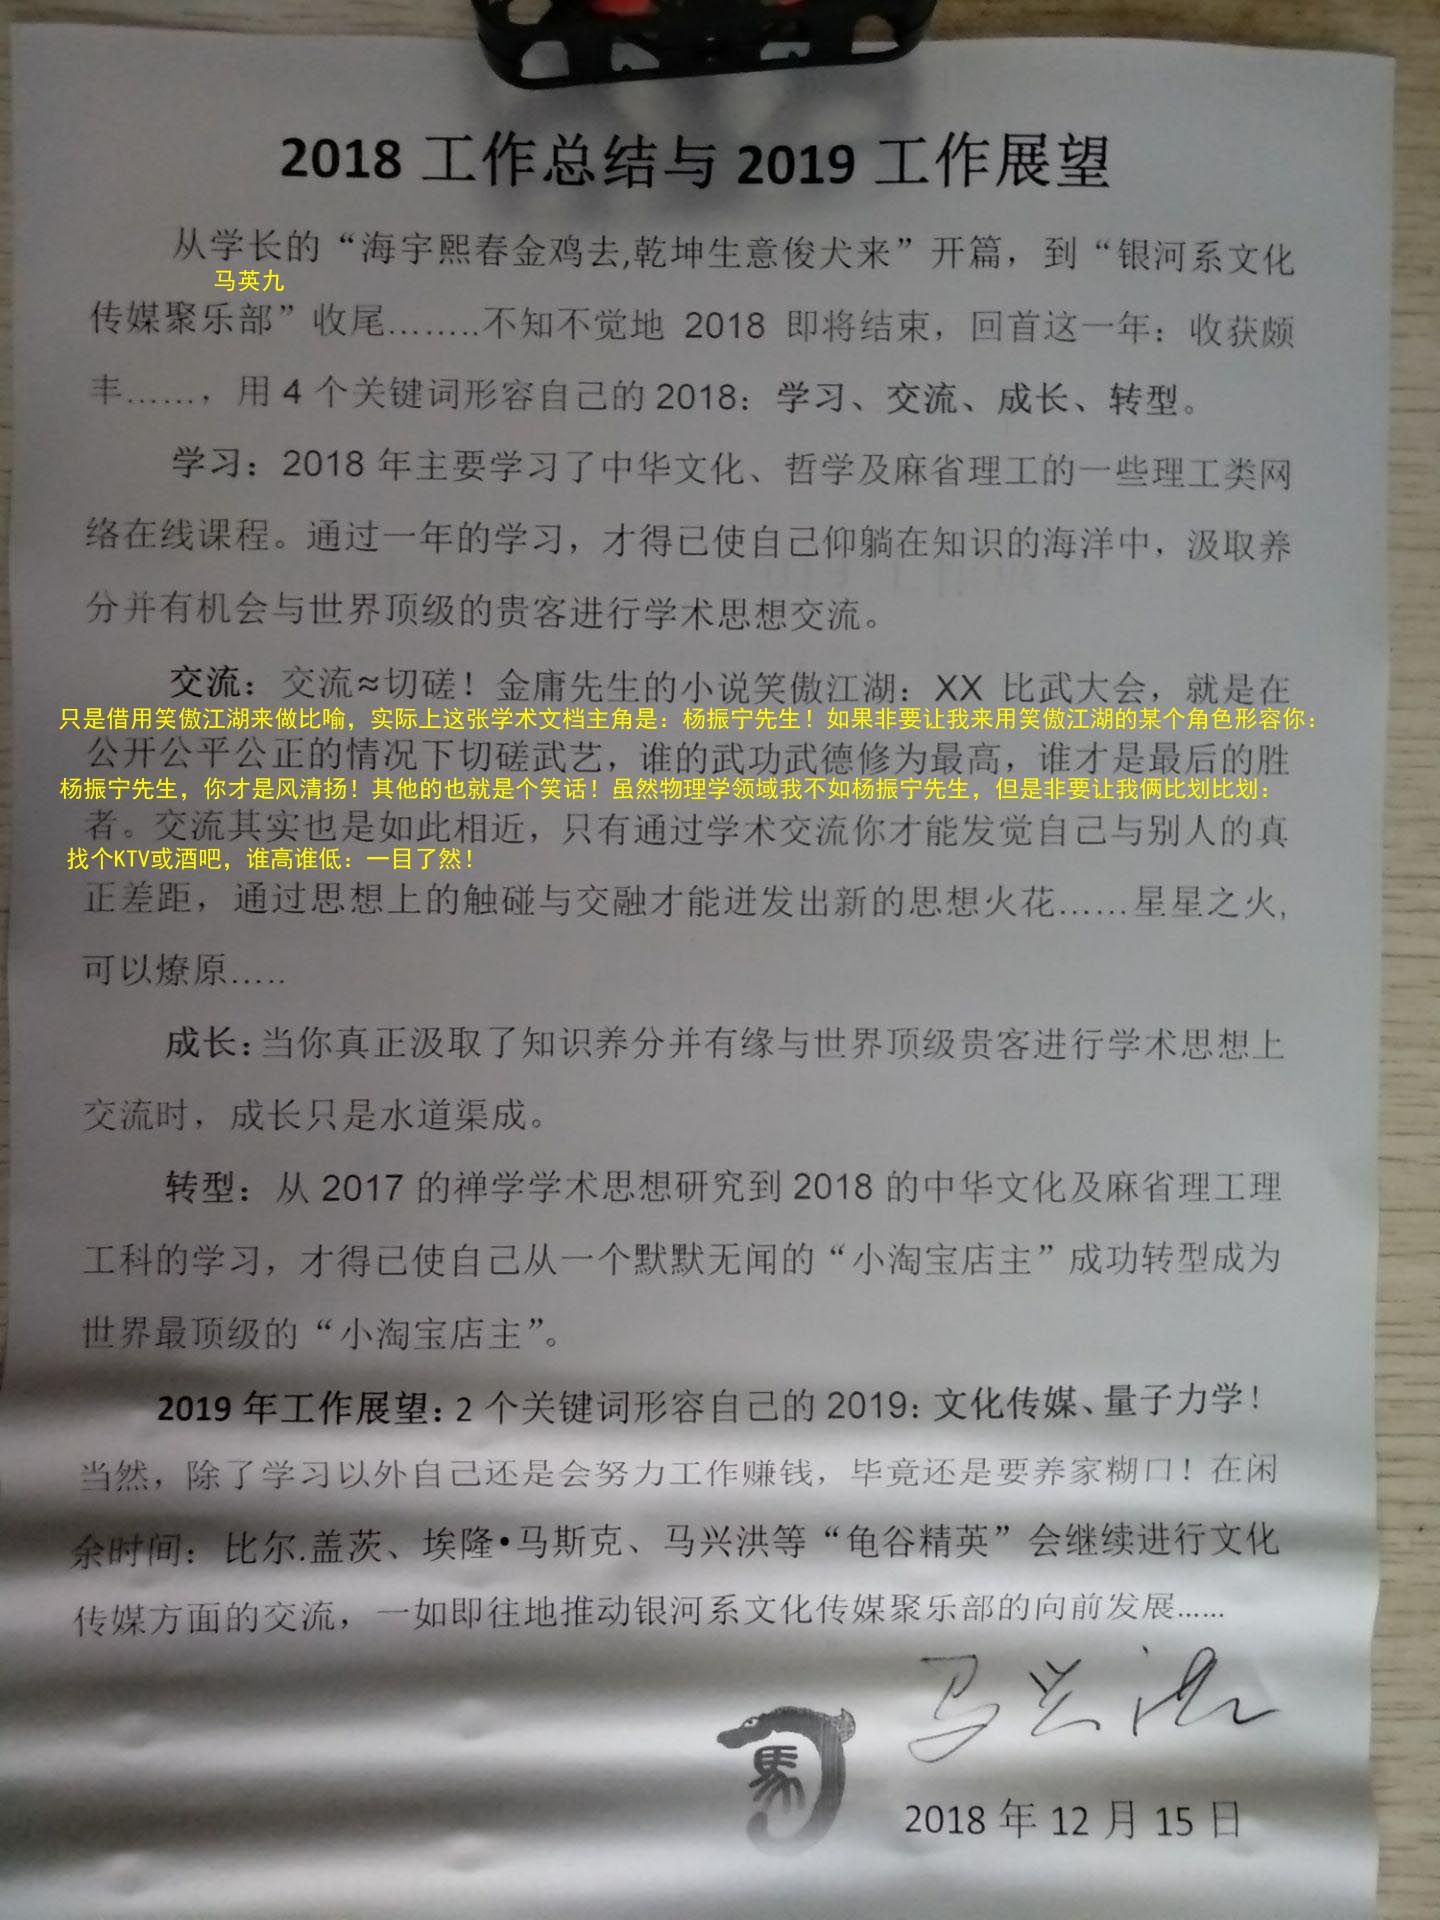 2018 工作总结与 2019 工作展望
从学长的“海宇熙春金鸡去,乾坤生意俊犬来”开篇，到“银河系文化
马英九
传媒聚乐部”收尾……..不知不觉地 2018 即将结束，回首这一年：收获颇
丰……，用 4 个关键词形容自己的 2018：学习、交流、成长、转型。
学习：2018 年主要学习了中华文化、哲学及麻省理工的一些理工类网
络在线课程。通过一年的学习，才得已使自己仰躺在知识的海洋中，汲取养
分并有机会与世界顶级的贵客进行学术思想交流。
交流：交流≈切磋！金庸先生的小说笑傲江湖：XX 比武大会，就是在
只是借用笑傲江湖来做比喻，实际上这张学术文档主角是：杨振宁先生！如果非要让我来用笑傲江湖的某个角色形容你：
公开公平公正的情况下切磋武艺，谁的武功武德修为最高，谁才是最后的胜
杨振宁先生，你才是风清扬！其他的也就是个笑话！虽然物理学领域我不如杨振宁先生，但是非要让我俩比划比划：
者。交流其实也是如此相近，只有通过学术交流你才能发觉自己与别人的真
找个KTV或酒吧，谁高谁低：一目了然！
正差距，通过思想上的触碰与交融才能迸发出新的思想火花……星星之火,
可以燎原…..
成长：当你真正汲取了知识养分并有缘与世界顶级贵客进行学术思想上
交流时，成长只是水道渠成。
转型：从 2017 的禅学学术思想研究到 2018 的中华文化及麻省理工理
工科的学习，才得已使自己从一个默默无闻的“小淘宝店主”成功转型成为
世界最顶级的“小淘宝店主”。
2019 年工作展望：2 个关键词形容自己的 2019：文化传媒、量子力学！
当然，除了学习以外自己还是会努力工作赚钱，毕竟还是要养家糊口！在闲
余时间：比尔.盖茨、埃隆•马斯克、马兴洪等“龟谷精英”会继续进行文化
传媒方面的交流，一如即往地推动银河系文化传媒聚乐部的向前发展……
马兴洪
馬
2018 年 12 月 15 日